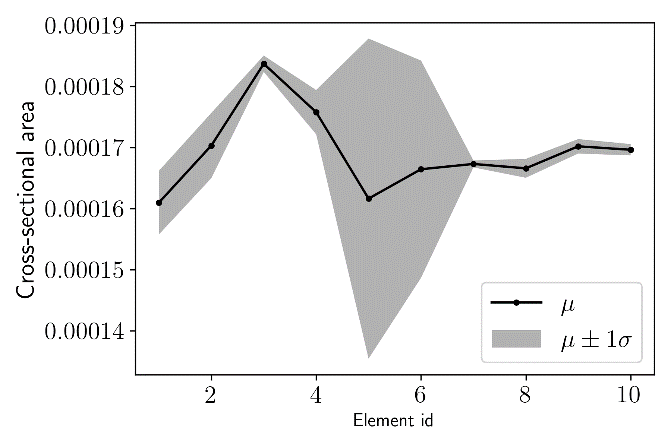 0.00019
0.00018
0.00017
0.00016
0.00015
0.00014
Cross-sectional area
μ
μ ± 1σ
2 4 6 8 10
Element id